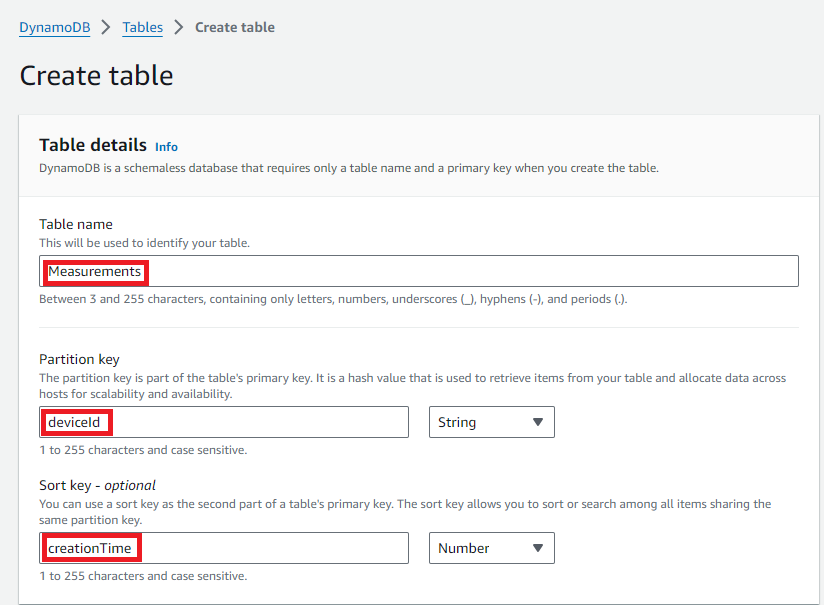 DynamoDB > Tables > Create table
Create table
Table details Info
DynamoDB is a schemaless database that requires only a table name and a primary key when you create the table.
Table name
This will be used to identify your table.
Measurements
Between 3 and 255 characters, containing only letters, numbers, underscores (_), hyphens (-), and periods (.).
Partition key
The partition key is part of the table's primary key. It is a hash value that is used to retrieve items from your table and allocate data across
hosts for scalability and availability.
deviceId String
1 to 255 characters and case sensitive.
Sort key - optional
You can use a sort key as the second part of a table's primary key. The sort key allows you to sort or search among all items sharing the
same partition key.
creationTime Number
1 to 255 characters and case sensitive.